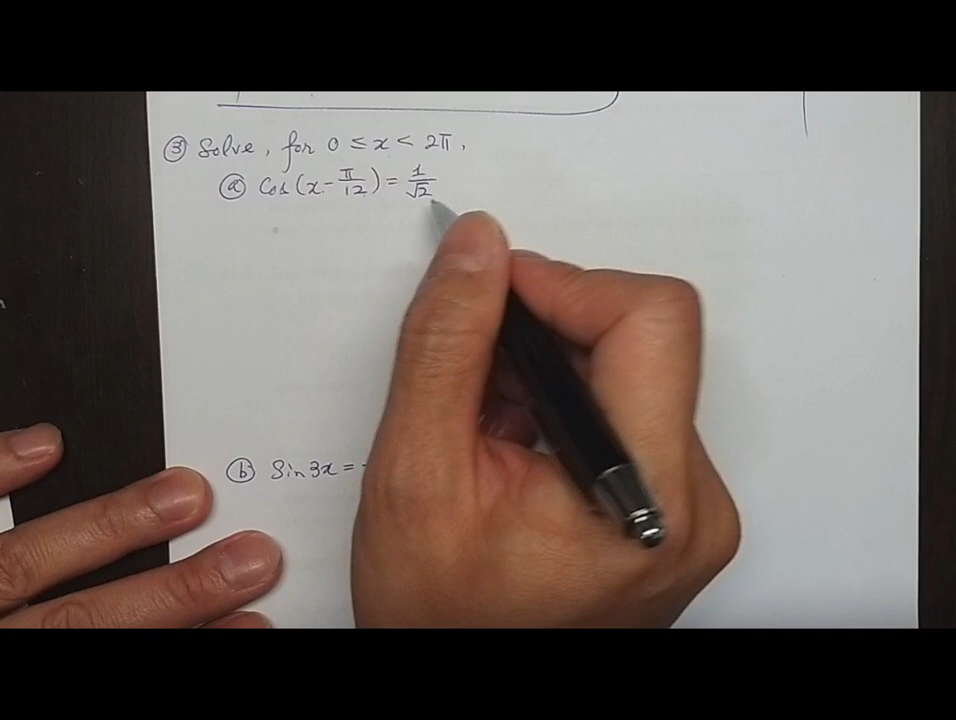 ③ Solve, for 0 ≤ x < 2π,
ⓐ Cos(x - π/12) = 1/√2
ⓑ Sin 3x = -